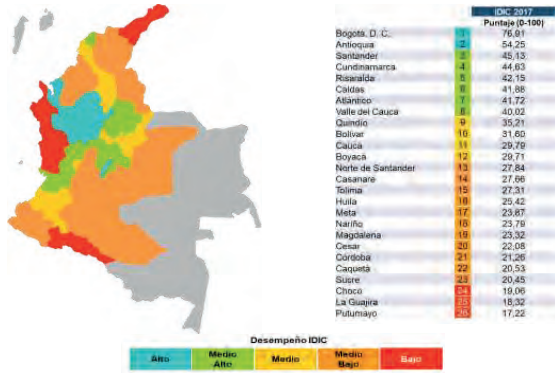 IDIC 2017
Puntaje (0-100)
Bogotá, D. C. 1 76,91
Antioquia 2 54,25
Santander 3 45,13
Cundinamarca 4 44,63
Risaralda 5 42,15
Caldas 6 41,88
Atlántico 7 41,72
Valle del Cauca 8 40,02
Quindío 9 35,21
Bolívar 10 31,60
Cauca 11 29,79
Boyacá 12 29,71
Norte de Santander 13 27,84
Casanare 14 27,66
Tolima 15 27,31
Huila 16 25,42
Meta 17 23,87
Nariño 18 23,79
Magdalena 19 23,32
Cesar 20 22,08
Córdoba 21 21,26
Caquetá 22 20,53
Sucre 23 20,45
Chocó 24 19,06
La Guajira 25 18,32
Putumayo 26 17,22
Desempeño IDIC
Alto
Medio Alto
Medio
Medio Bajo
Bajo